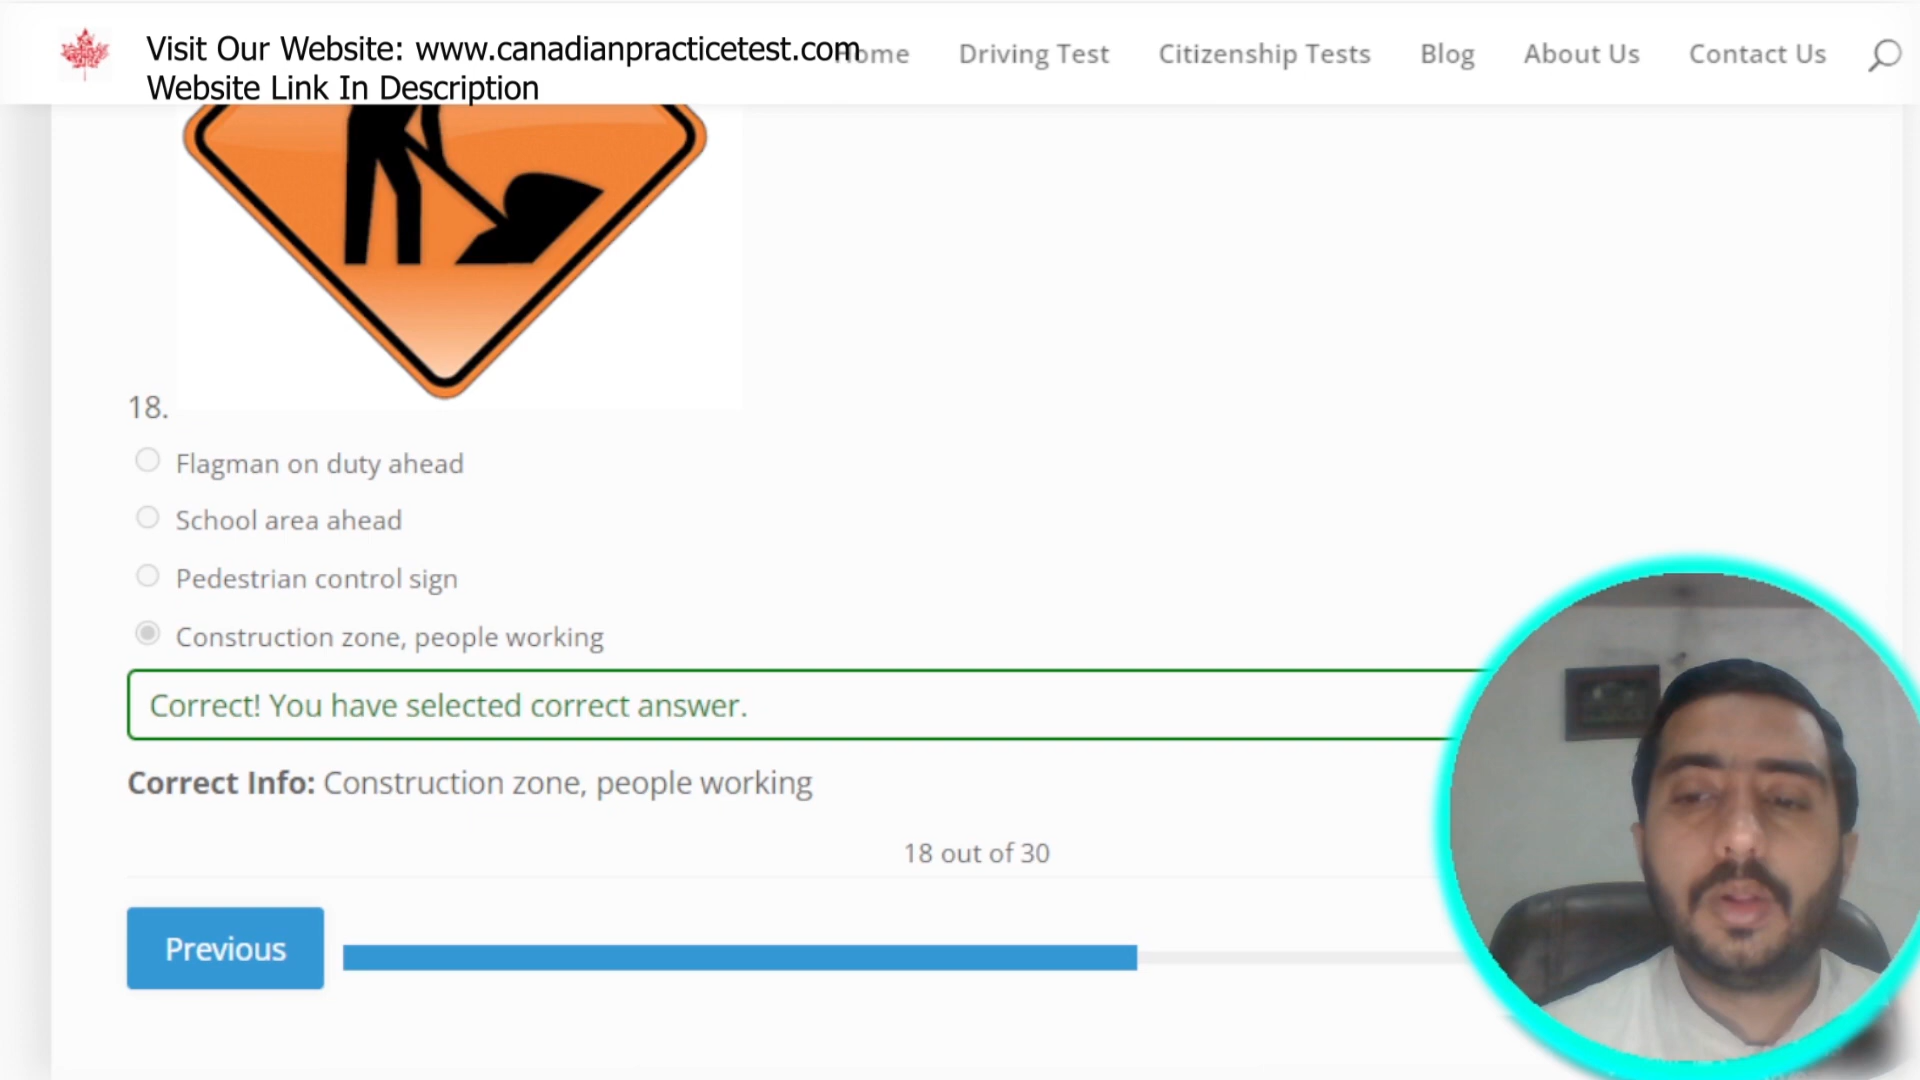 Visit Our Website: www.canadianpracticetest.com
Website Link In Description
Home Driving Test Citizenship Tests Blog About Us Contact Us
18.
Flagman on duty ahead
School area ahead
Pedestrian control sign
Construction zone, people working
Correct! You have selected correct answer.
Correct Info: Construction zone, people working
18 out of 30
Previous